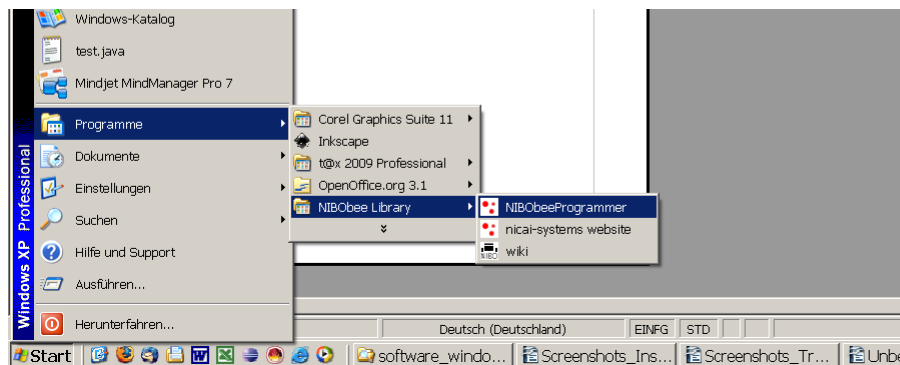 Windows-Katalog
test.java
Mindjet MindManager Pro 7
Programme
Dokumente
Einstellungen
Suchen
Hilfe und Support
Ausführen...
Herunterfahren...
Windows XP Professional
Corel Graphics Suite 11
Inkscape
t@x 2009 Professional
OpenOffice.org 3.1
NIBObee Library
NIBObeeProgrammer
nicai-systems website
wiki
Deutsch (Deutschland) EINFG STD
Start software_windo... Screenshots_Ins... Screenshots_Tr... Unbe